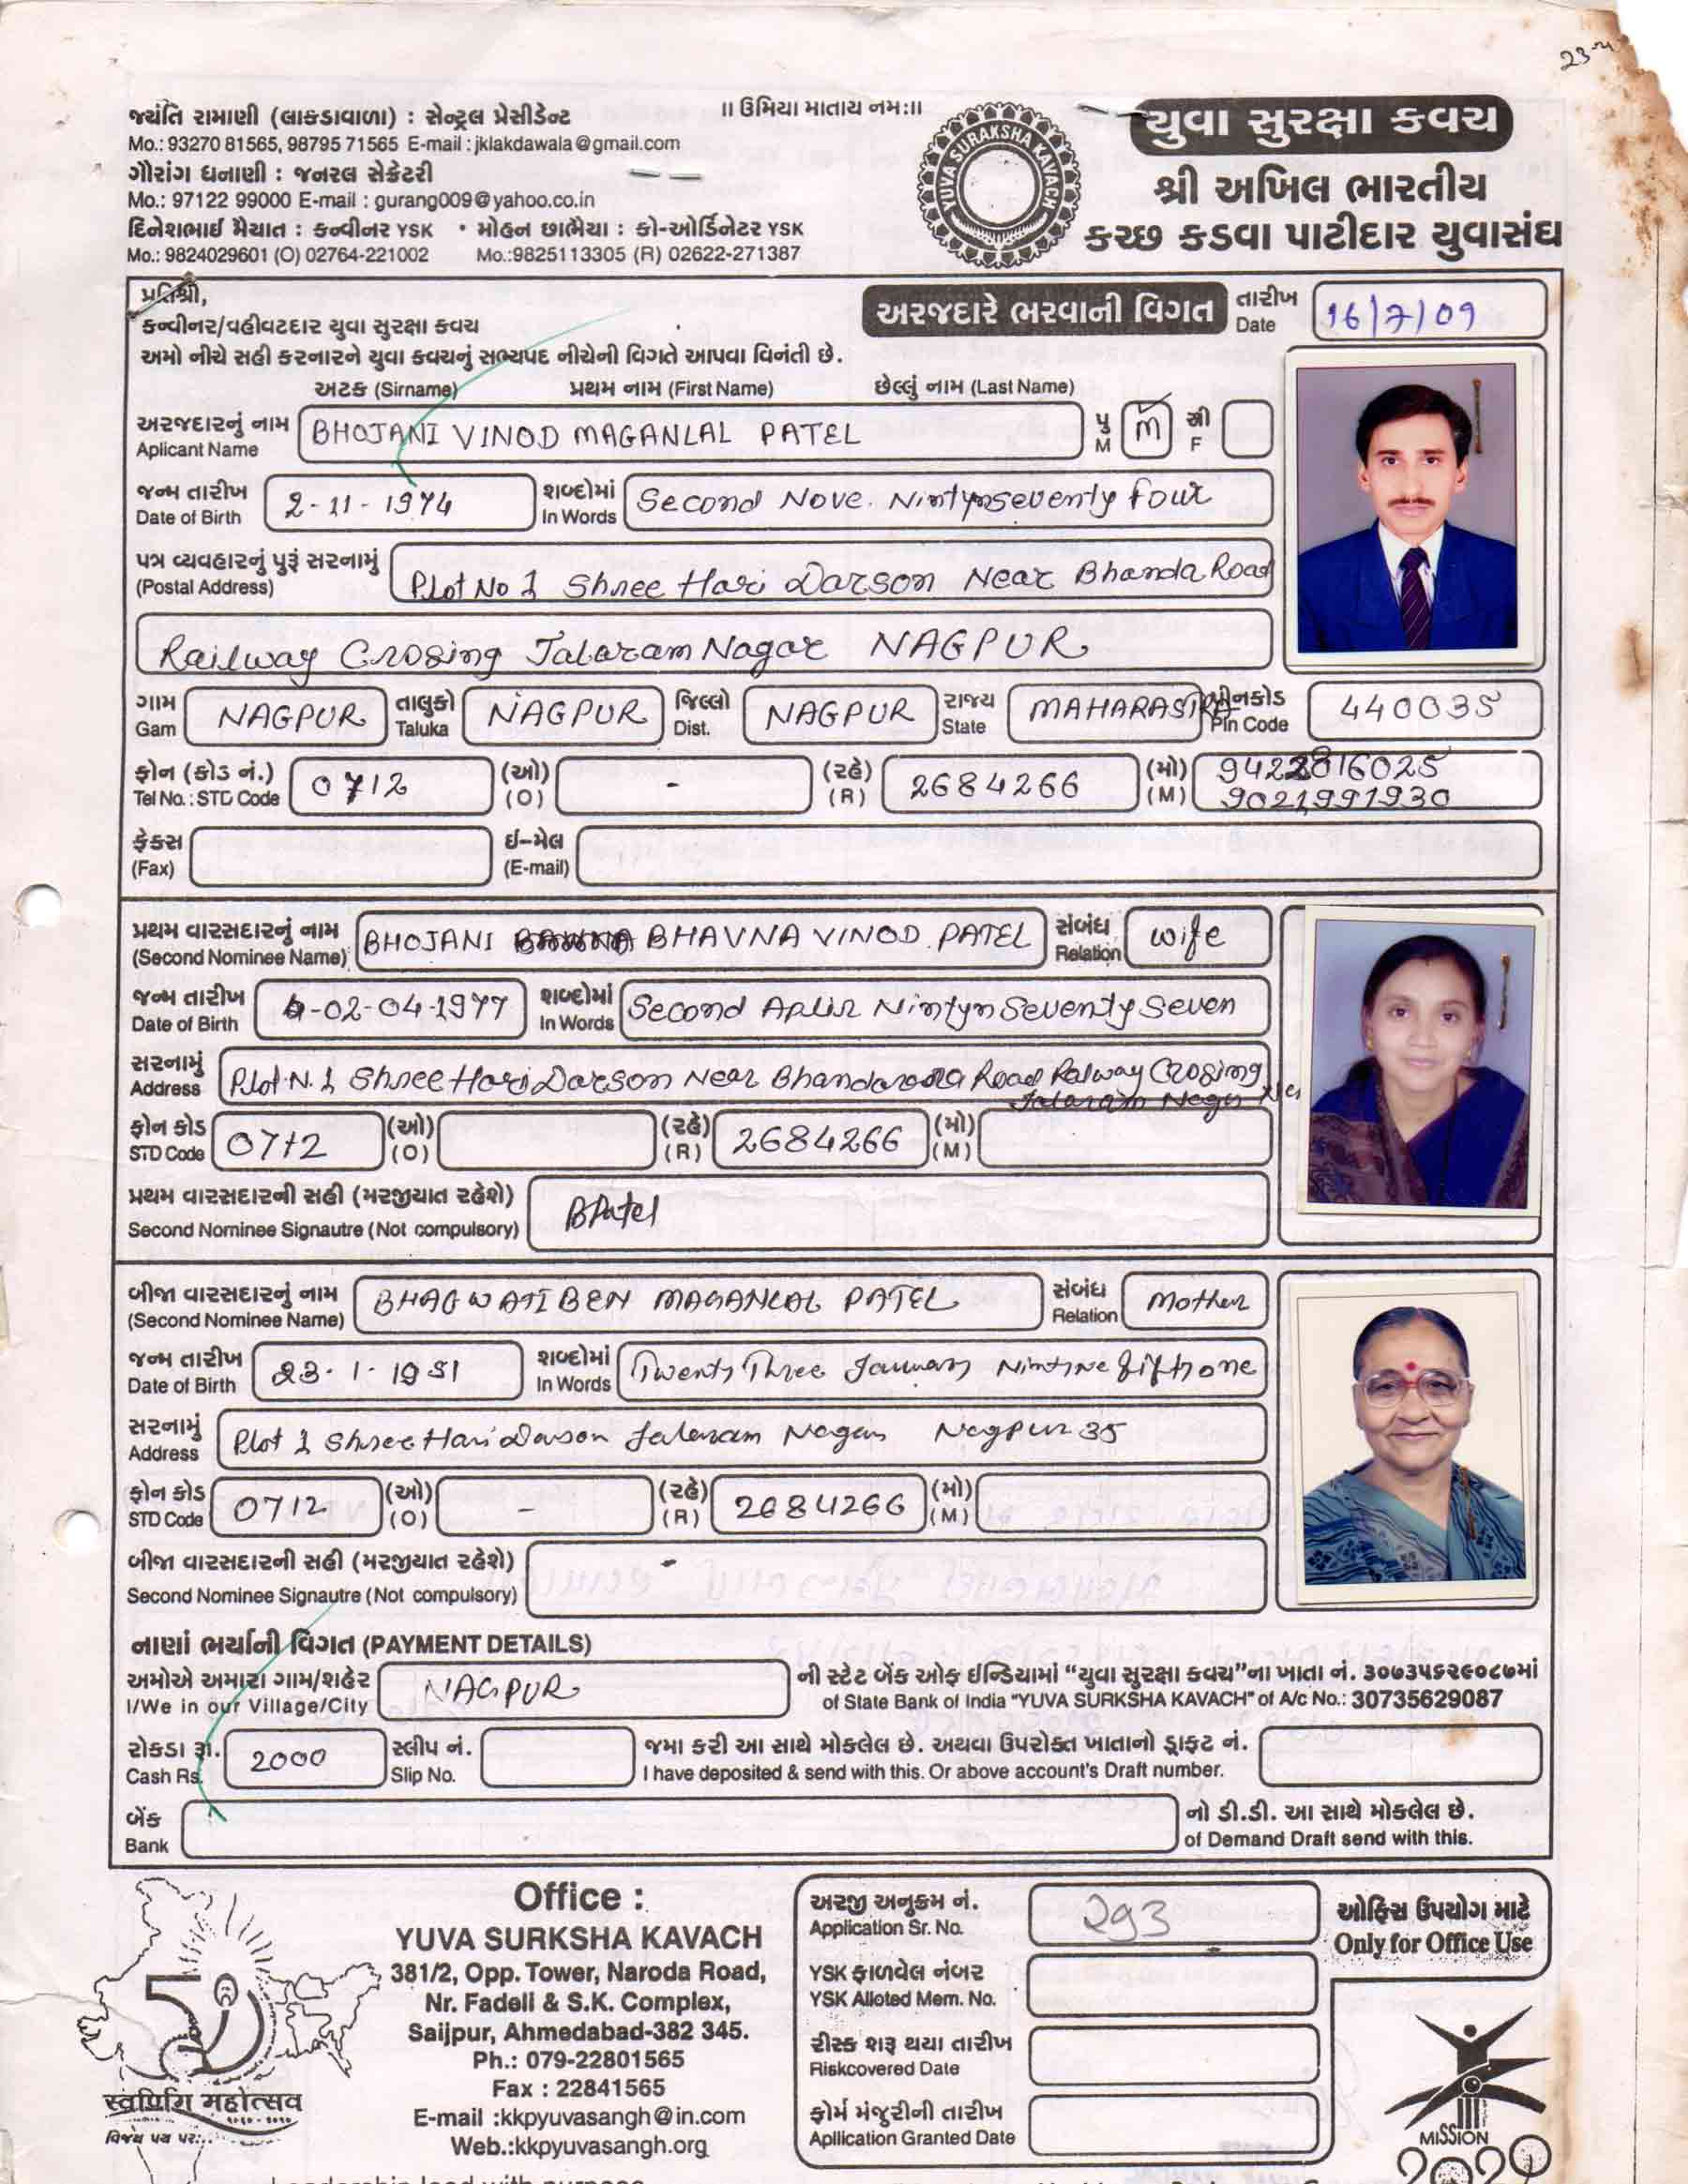 23-4
જયંતિ રામાણી (લાકડાવાળા) : સેન્ટ્રલ પ્રેસીડેન્ટ
Mo.: 93270 81565, 98795 71565 E-mail : jklakdawala@gmail.com
ગૌરાંગ ધનાણી : જનરલ સેક્રેટરી
Mo.: 97122 99000 E-mail : gurang009@yahoo.co.in
દિનેશભાઈ મૈયાત : કન્વીનર YSK • મોહન છાભૈયા : કો-ઓર્ડિનેટર YSK
Mo.: 9824029601 (O) 02764-221002 Mo.:9825113305 (R) 02622-271387
॥ ઉમિયા માતાય નમઃ॥
YUVA SURAKSHA KAVACH
યુવા સુરક્ષા કવચ
શ્રી અખિલ ભારતીય
કચ્છ કડવા પાટીદાર યુવાસંઘ
પ્રતિશ્રી,
કન્વીનર/વહીવટદાર યુવા સુરક્ષા કવચ
અમો નીચે સહી કરનારને યુવા કવચનું સભ્યપદ નીચેની વિગતે આપવા વિનંતી છે.
અરજદારે ભરવાની વિગત
તારીખ Date 16/7/09
અટક (Sirname) પ્રથમ નામ (First Name) છેલ્લું નામ (Last Name)
અરજદારનું નામ Aplicant Name BHOJANI VINOD MAGANLAL PATEL પુ M m સ્ત્રી F
જન્મ તારીખ Date of Birth 2-11-1974 શબ્દોમાં In Words Second Nove. Nintynseventy four
પત્ર વ્યવહારનું પુરૂં સરનામું (Postal Address) Plot No 1 Shree Hari Darson Near Bhanda Road
Railway Crosing Jalaram Nagar NAGPUR
ગામ Gam NAGPUR તાલુકો Taluka NAGPUR જિલ્લો Dist. NAGPUR રાજ્ય State MAHARASTRA પીનકોડ Pin Code 440035
ફોન (કોડ નં.) Tel No. : STD Code 0712 (ઓ) (O) - (રહે) (R) 2684266 (મો) (M) 9422816025
9021991930
ફેક્સ (Fax) ઈ-મેલ (E-mail)
પ્રથમ વારસદારનું નામ (Second Nominee Name) BHOJANI BHAVNA VINOD PATEL સંબંધ Relation wife
જન્મ તારીખ Date of Birth -02-04-1977 શબ્દોમાં In Words Second Aplir Nintyn Seventy Seven
સરનામું Address Plot N. 1 Shree Hari Darson Near Bhandarara Road Ralway Crosing
Jalaram Nagr
ફોન કોડ STD Code 0712 (ઓ) (O) (રહે) (R) 2684266 (મો) (M)
પ્રથમ વારસદારની સહી (મરજીયાત રહેશે)
Second Nominee Signautre (Not compulsory) BPatel
બીજા વારસદારનું નામ (Second Nominee Name) BHAGWATIBEN MAGANLAL PATEL સંબંધ Relation Mother
જન્મ તારીખ Date of Birth 23-1-1951 શબ્દોમાં In Words Twenty Three January Nintine fifty one
સરનામું Address Plot 1 Shree Hari Darson Jalaram Nagar Nagpur 35
ફોન કોડ STD Code 0712 (ઓ) (O) - (રહે) (R) 2684266 (મો) (M)
બીજા વારસદારની સહી (મરજીયાત રહેશે) -
Second Nominee Signautre (Not compulsory)
નાણાં ભર્યાની વિગત (PAYMENT DETAILS)
અમોએ અમારા ગામ/શહેર NAGPUR ની સ્ટેટ બેંક ઓફ ઈન્ડિયામાં “યુવા સુરક્ષા કવચ”ના ખાતા નં. ૩૦૭૩૫૬૨૯૦૮૭માં
I/We in our Village/City of State Bank of India "YUVA SURKSHA KAVACH" of A/c No.: 30735629087
રોકડા રૂા. Cash Rs. 2000 સ્લીપ નં. Slip No. જમા કરી આ સાથે મોકલેલ છે. અથવા ઉપરોક્ત ખાતાનો ડ્રાફ્ટ નં.
I have deposited & send with this. Or above account's Draft number.
બેંક Bank નો ડી.ડી. આ સાથે મોકલેલ છે.
of Demand Draft send with this.
50
स्वर्णिम महोत्सव
Office :
YUVA SURKSHA KAVACH
381/2, Opp. Tower, Naroda Road,
Nr. Fadeli & S.K. Complex,
Saijpur, Ahmedabad-382 345.
Ph.: 079-22801565
Fax : 22841565
E-mail :kkpyuvasangh@in.com
Web.:kkpyuvasangh.org
અરજી અનુક્રમ નં. Application Sr. No. 293
YSK ફાળવેલ નંબર YSK Alloted Mem. No.
રીસ્ક શરૂ થયા તારીખ Riskcovered Date
ફોર્મ મંજુરીની તારીખ Apllication Granted Date
ઓફિસ ઉપયોગ માટે
Only for Office Use
MISSION
2020